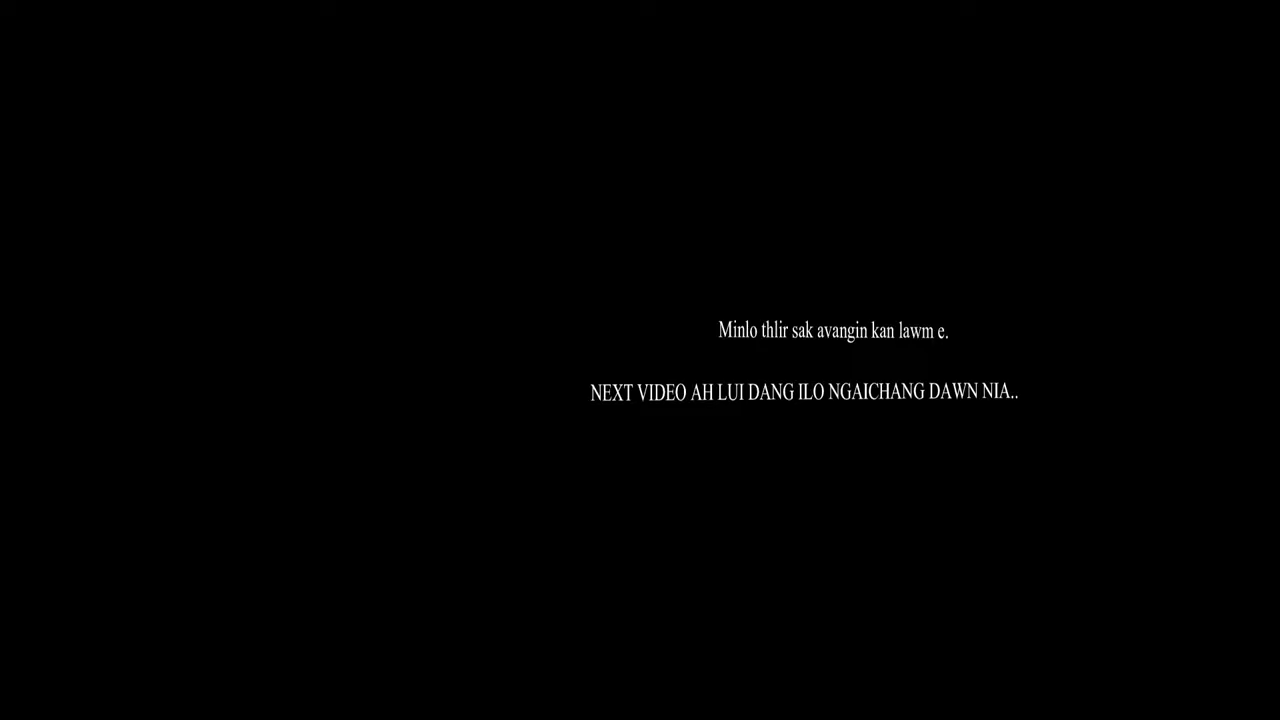 Minlo thlir sak avangin kan lawm e.
NEXT VIDEO AH LUI DANG ILO NGAICHANG DAWN NIA..